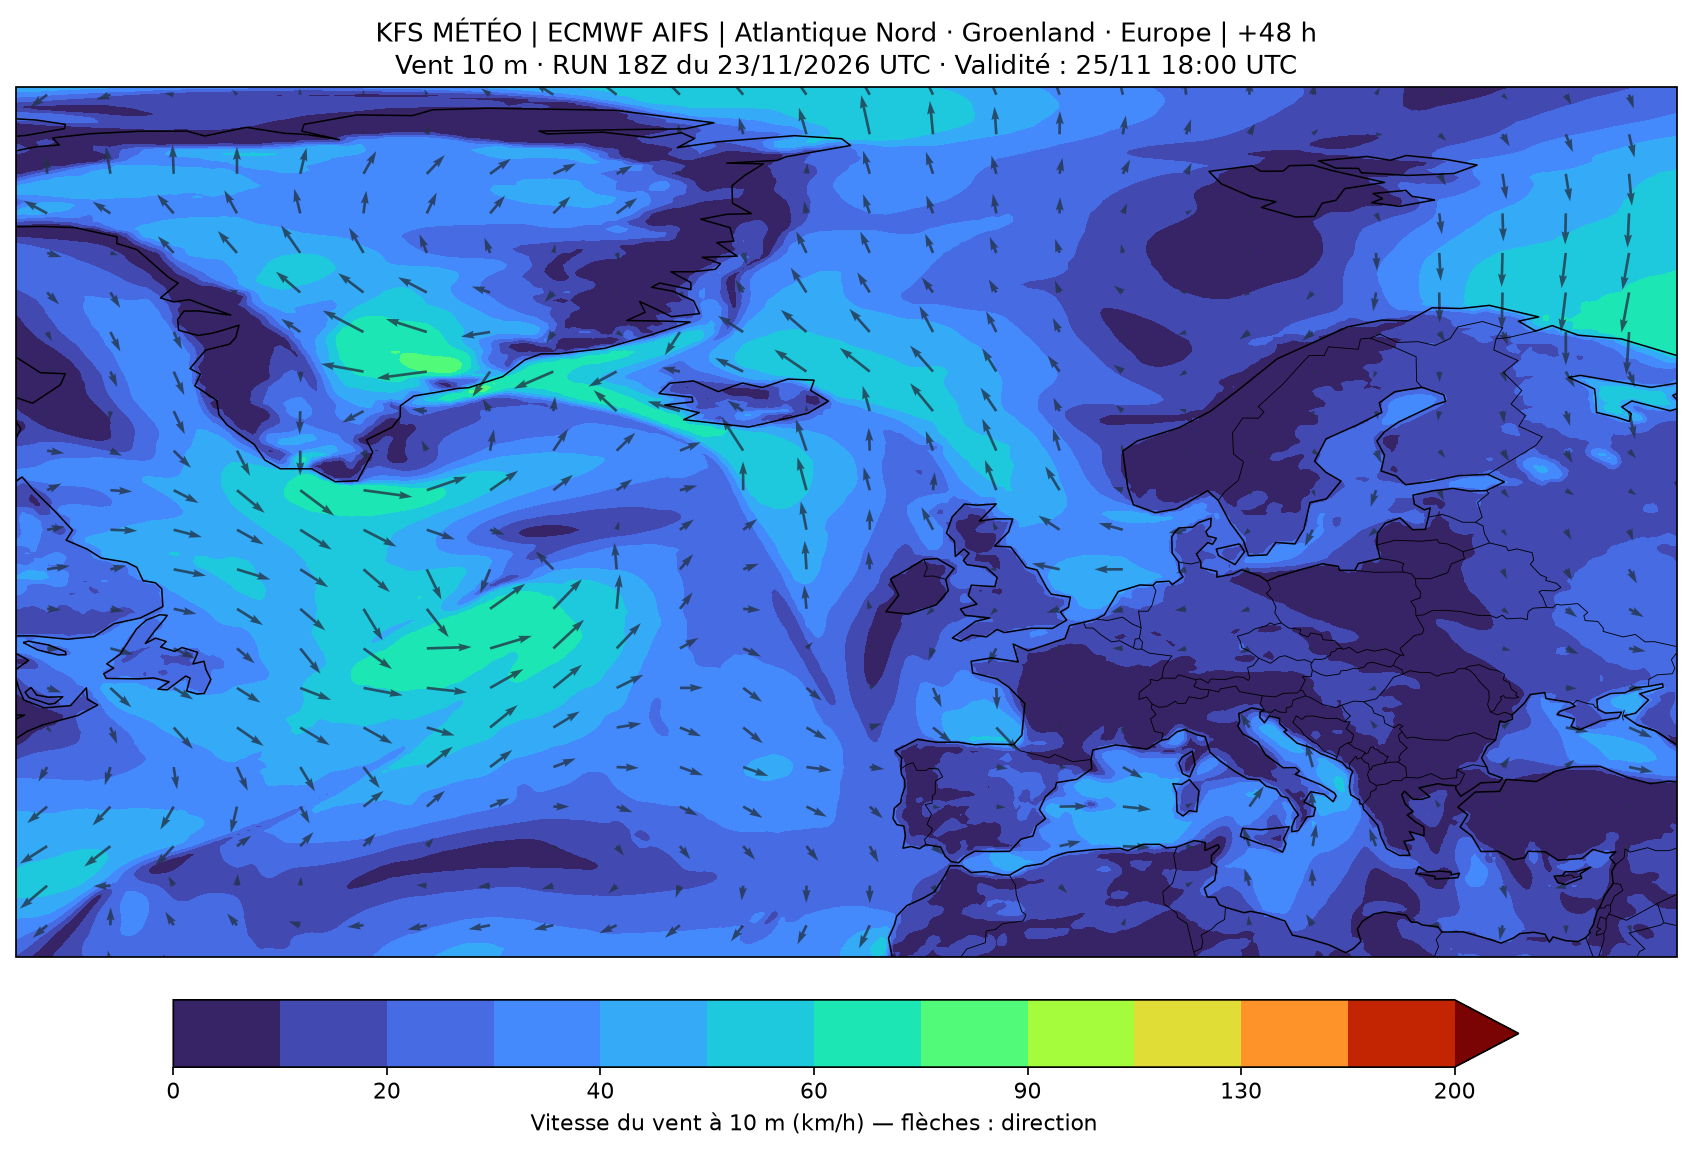 KFS MÉTÉO | ECMWF AIFS | Atlantique Nord · Groenland · Europe | +48 h
Vent 10 m · RUN 18Z du 23/11/2026 UTC · Validité : 25/11 18:00 UTC
0 20 40 60 90 130 200
Vitesse du vent à 10 m (km/h) — flèches : direction